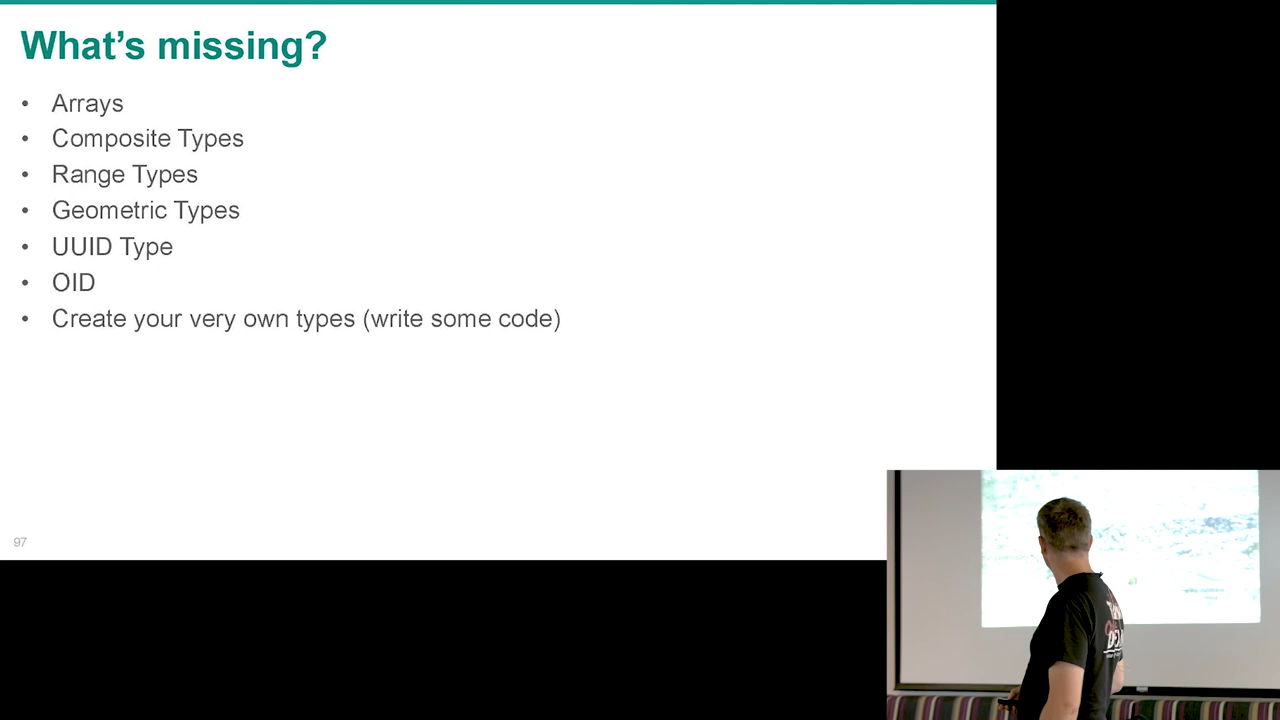 What's missing?
• Arrays
• Composite Types
• Range Types
• Geometric Types
• UUID Type
• OID
• Create your very own types (write some code)
97